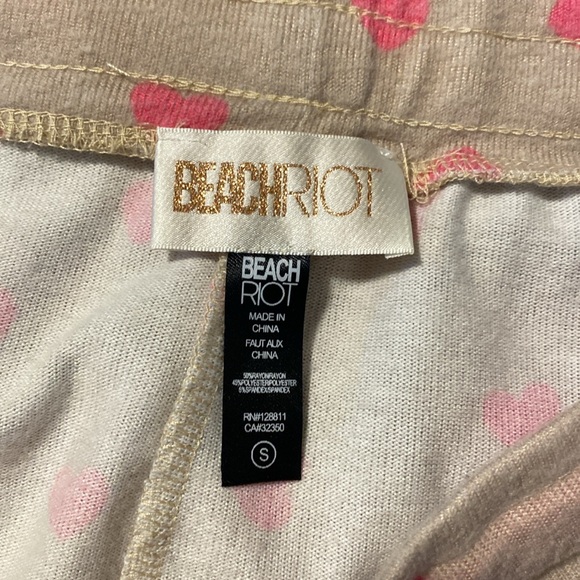 BEACHRIOT
BEACH
RIOT
MADE IN
CHINA
FAUT AUX
CHINA
50%RAYON/RAYON
45%POLYESTER/POLYESTER
5%SPANDEX/SPANDEX
RN#128811
CA#32350
S